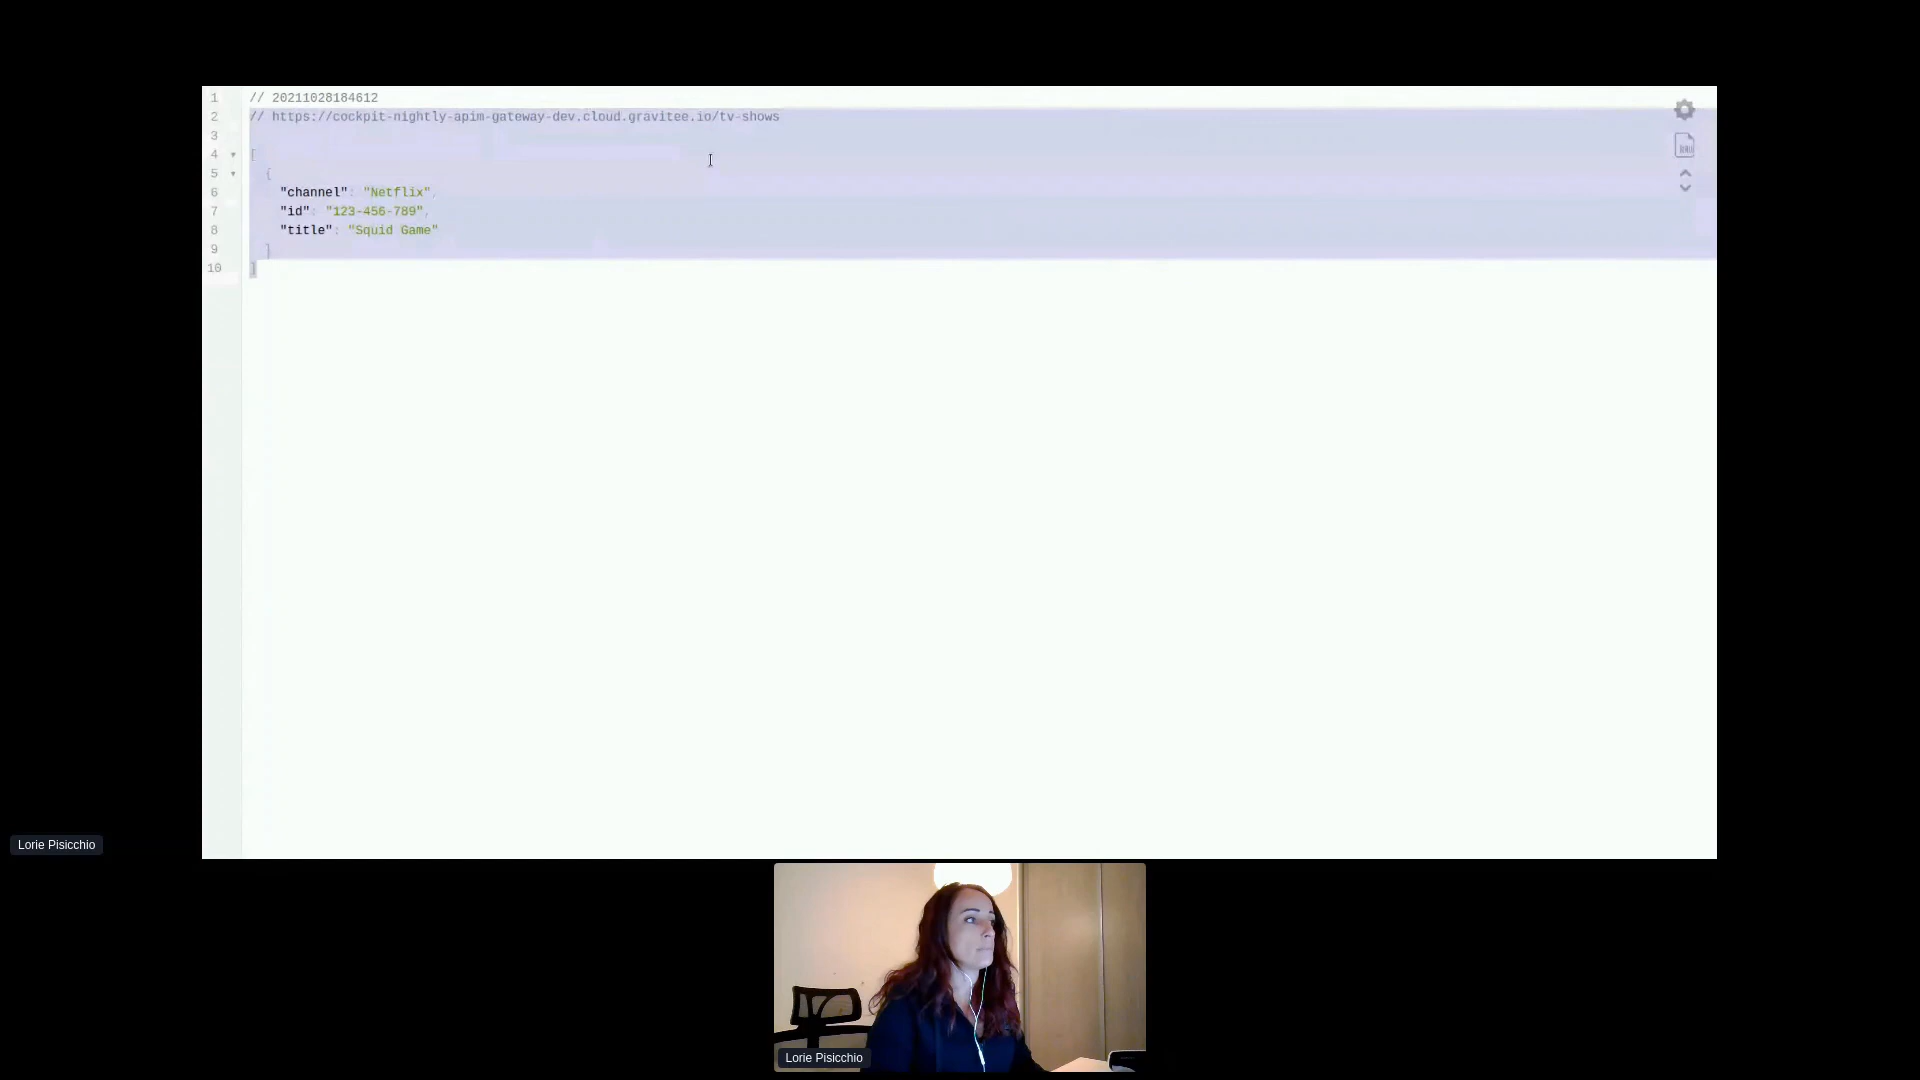 1 // 20211028184612
2 // https://cockpit-nightly-apim-gateway-dev.cloud.gravitee.io/tv-shows
3
4 ▾ [
5 ▾ {
6 "channel": "Netflix",
7 "id": "123-456-789",
8 "title": "Squid Game"
9 }
10 ]
Lorie Pisicchio
Lorie Pisicchio